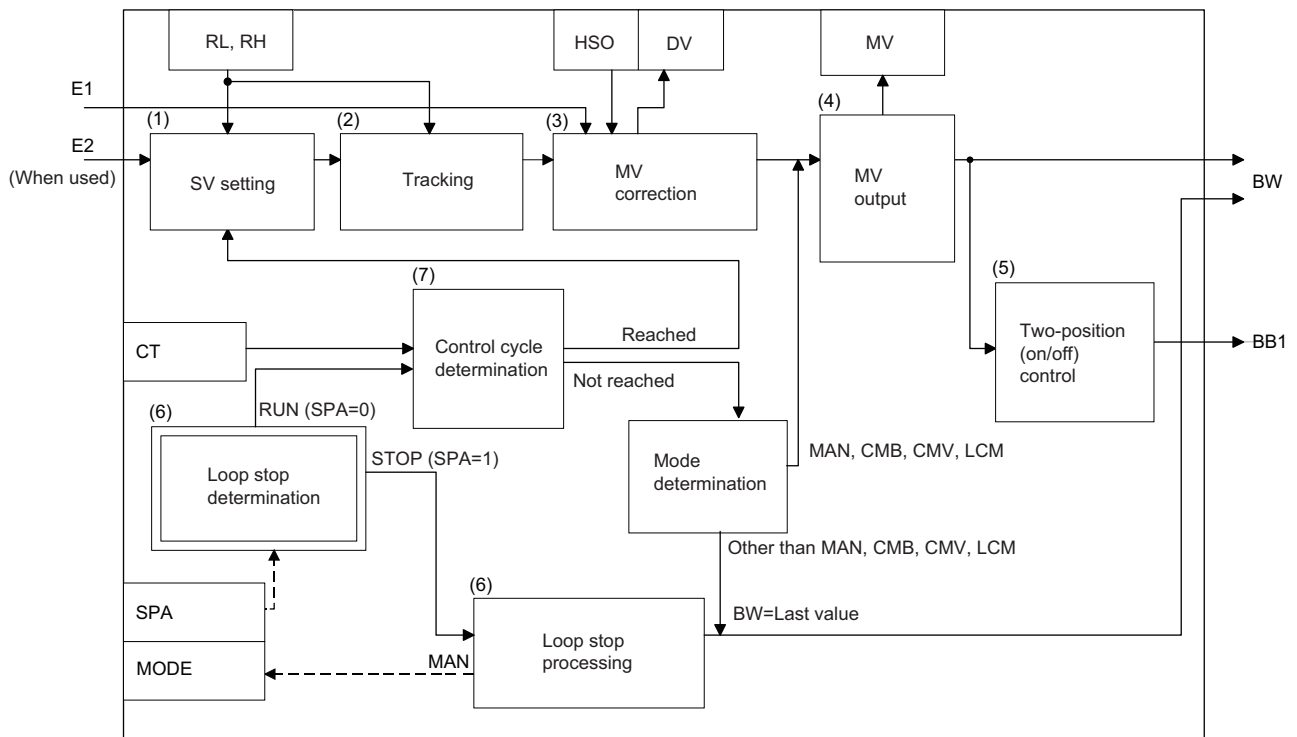 RL, RH
HSO
DV
MV
E1
(1)
(2)
(3)
(4)
E2
(When used)
SV setting
Tracking
MV
correction
MV
output
BW
(7)
(5)
CT
Control cycle
determination
Reached
Not reached
Two-position
(on/off)
control
BB1
(6)
RUN (SPA=0)
Loop stop
determination
STOP (SPA=1)
Mode
determination
MAN, CMB, CMV, LCM
Other than MAN, CMB, CMV, LCM
SPA
MODE
(6)
MAN
Loop stop
processing
BW=Last value